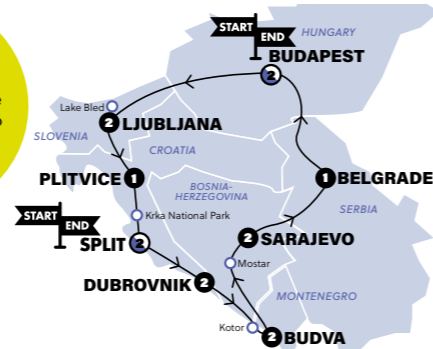 START
END
HUNGARY
2
BUDAPEST
Lake Bled
2 LJUBLJANA
SLOVENIA
CROATIA
PLITVICE 1
BOSNIA-
HERZEGOVINA
1 BELGRADE
SERBIA
Krka National Park
START
END
SPLIT 2
2 SARAJEVO
Mostar
DUBROVNIK 2
MONTENEGRO
Kotor
2 BUDVA